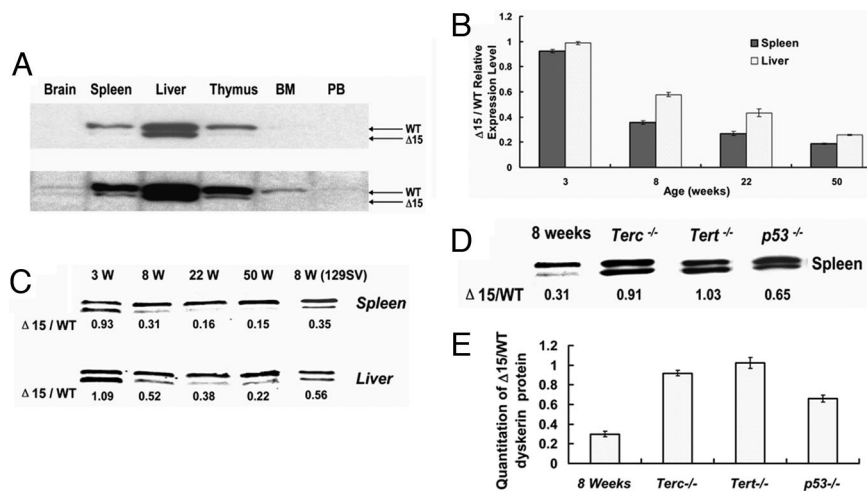 A
Brain Spleen Liver Thymus BM PB
WT
Δ15
WT
Δ15
B
Δ15 / WT Relative
Expression Level
1.2
1
0.8
0.6
0.4
0.2
0
Spleen
Liver
3 8 22 50
Age (weeks)
C
3 W 8 W 22 W 50 W 8 W (129SV)
Spleen
Δ 15 / WT 0.93 0.31 0.16 0.15 0.35
Liver
Δ 15 / WT 1.09 0.52 0.38 0.22 0.56
D
8 weeks Terc -/- Tert -/- p53 -/-
Spleen
Δ 15/WT 0.31 0.91 1.03 0.65
E
Quantitation of Δ15/WT
dyskerin protein
1.2
1
0.8
0.6
0.4
0.2
0
8 Weeks Terc-/- Tert-/- p53-/-